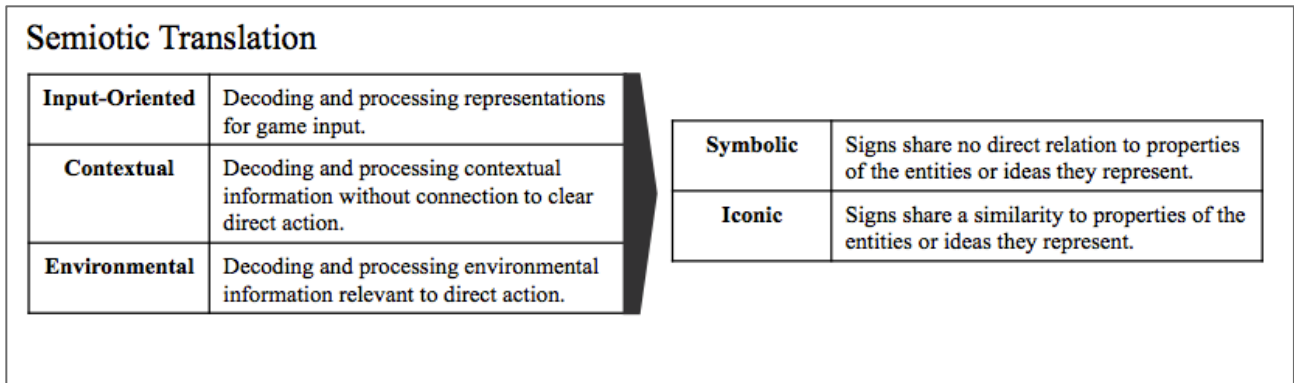 Semiotic Translation
Input-Oriented
Decoding and processing representations
for game input.
Contextual
Decoding and processing contextual
information without connection to clear
direct action.
Environmental
Decoding and processing environmental
information relevant to direct action.
Symbolic
Signs share no direct relation to properties
of the entities or ideas they represent.
Iconic
Signs share a similarity to properties of the
entities or ideas they represent.